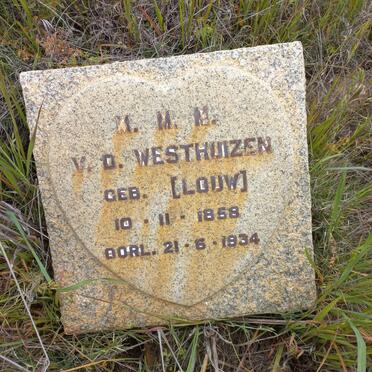 M. M. M.
V. D. WESTHUIZEN
GEB. [LOUW]
10 · 11 · 1858
OORL. 21 · 6 · 1934